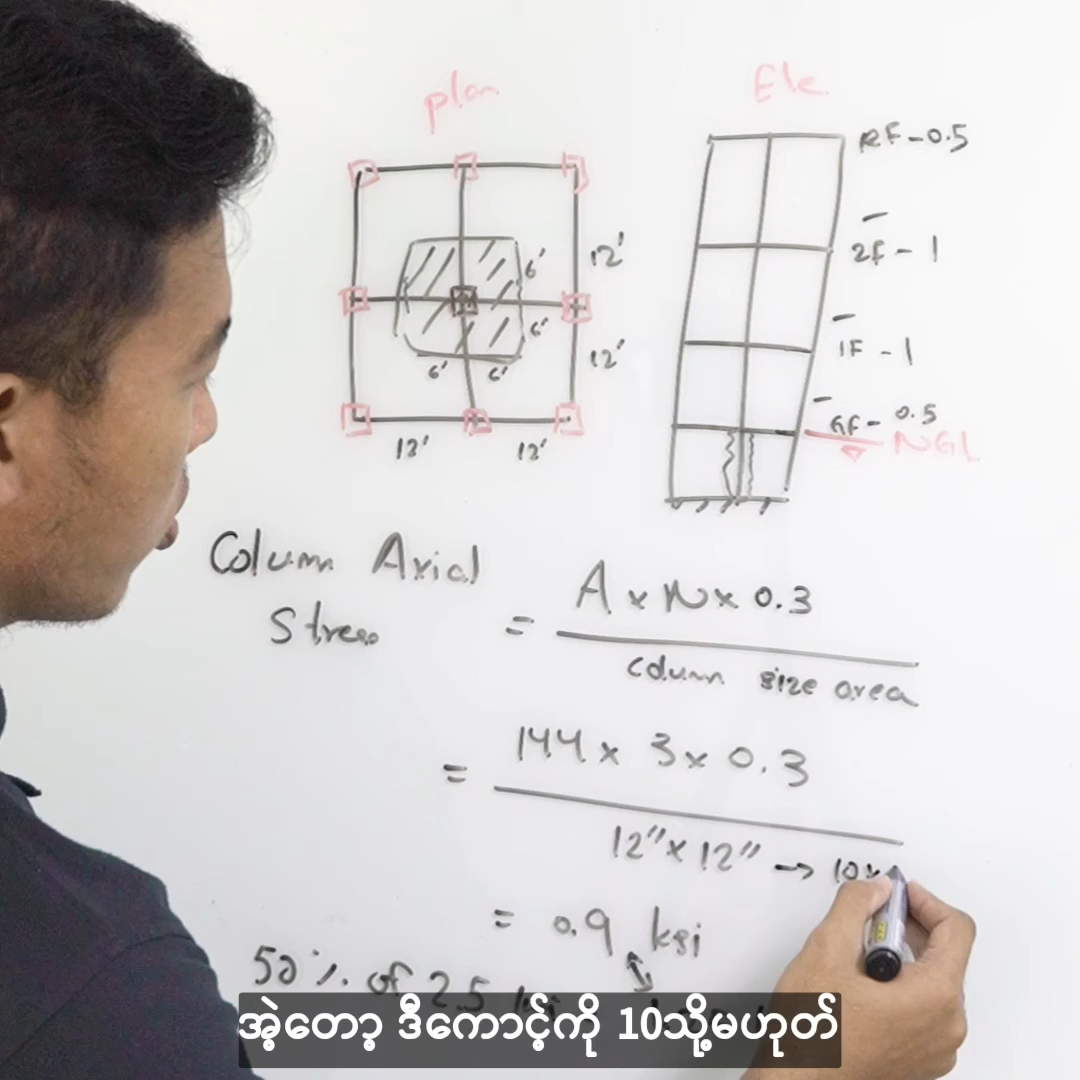 plan
Ele
RF - 0.5
2F - 1
1F - 1
GF - 0.5
NGL
12'
12'
6'
6'
6' 6'
12' 12'
Column Axial
Stress
= A x N x 0.3
column size area
= 144 x 3 x 0.3
12" x 12" → 10x
= 0.9 ksi
50% of 2.5
အဲ့တော့ ဒီကောင့်ကို 10သို့မဟုတ်